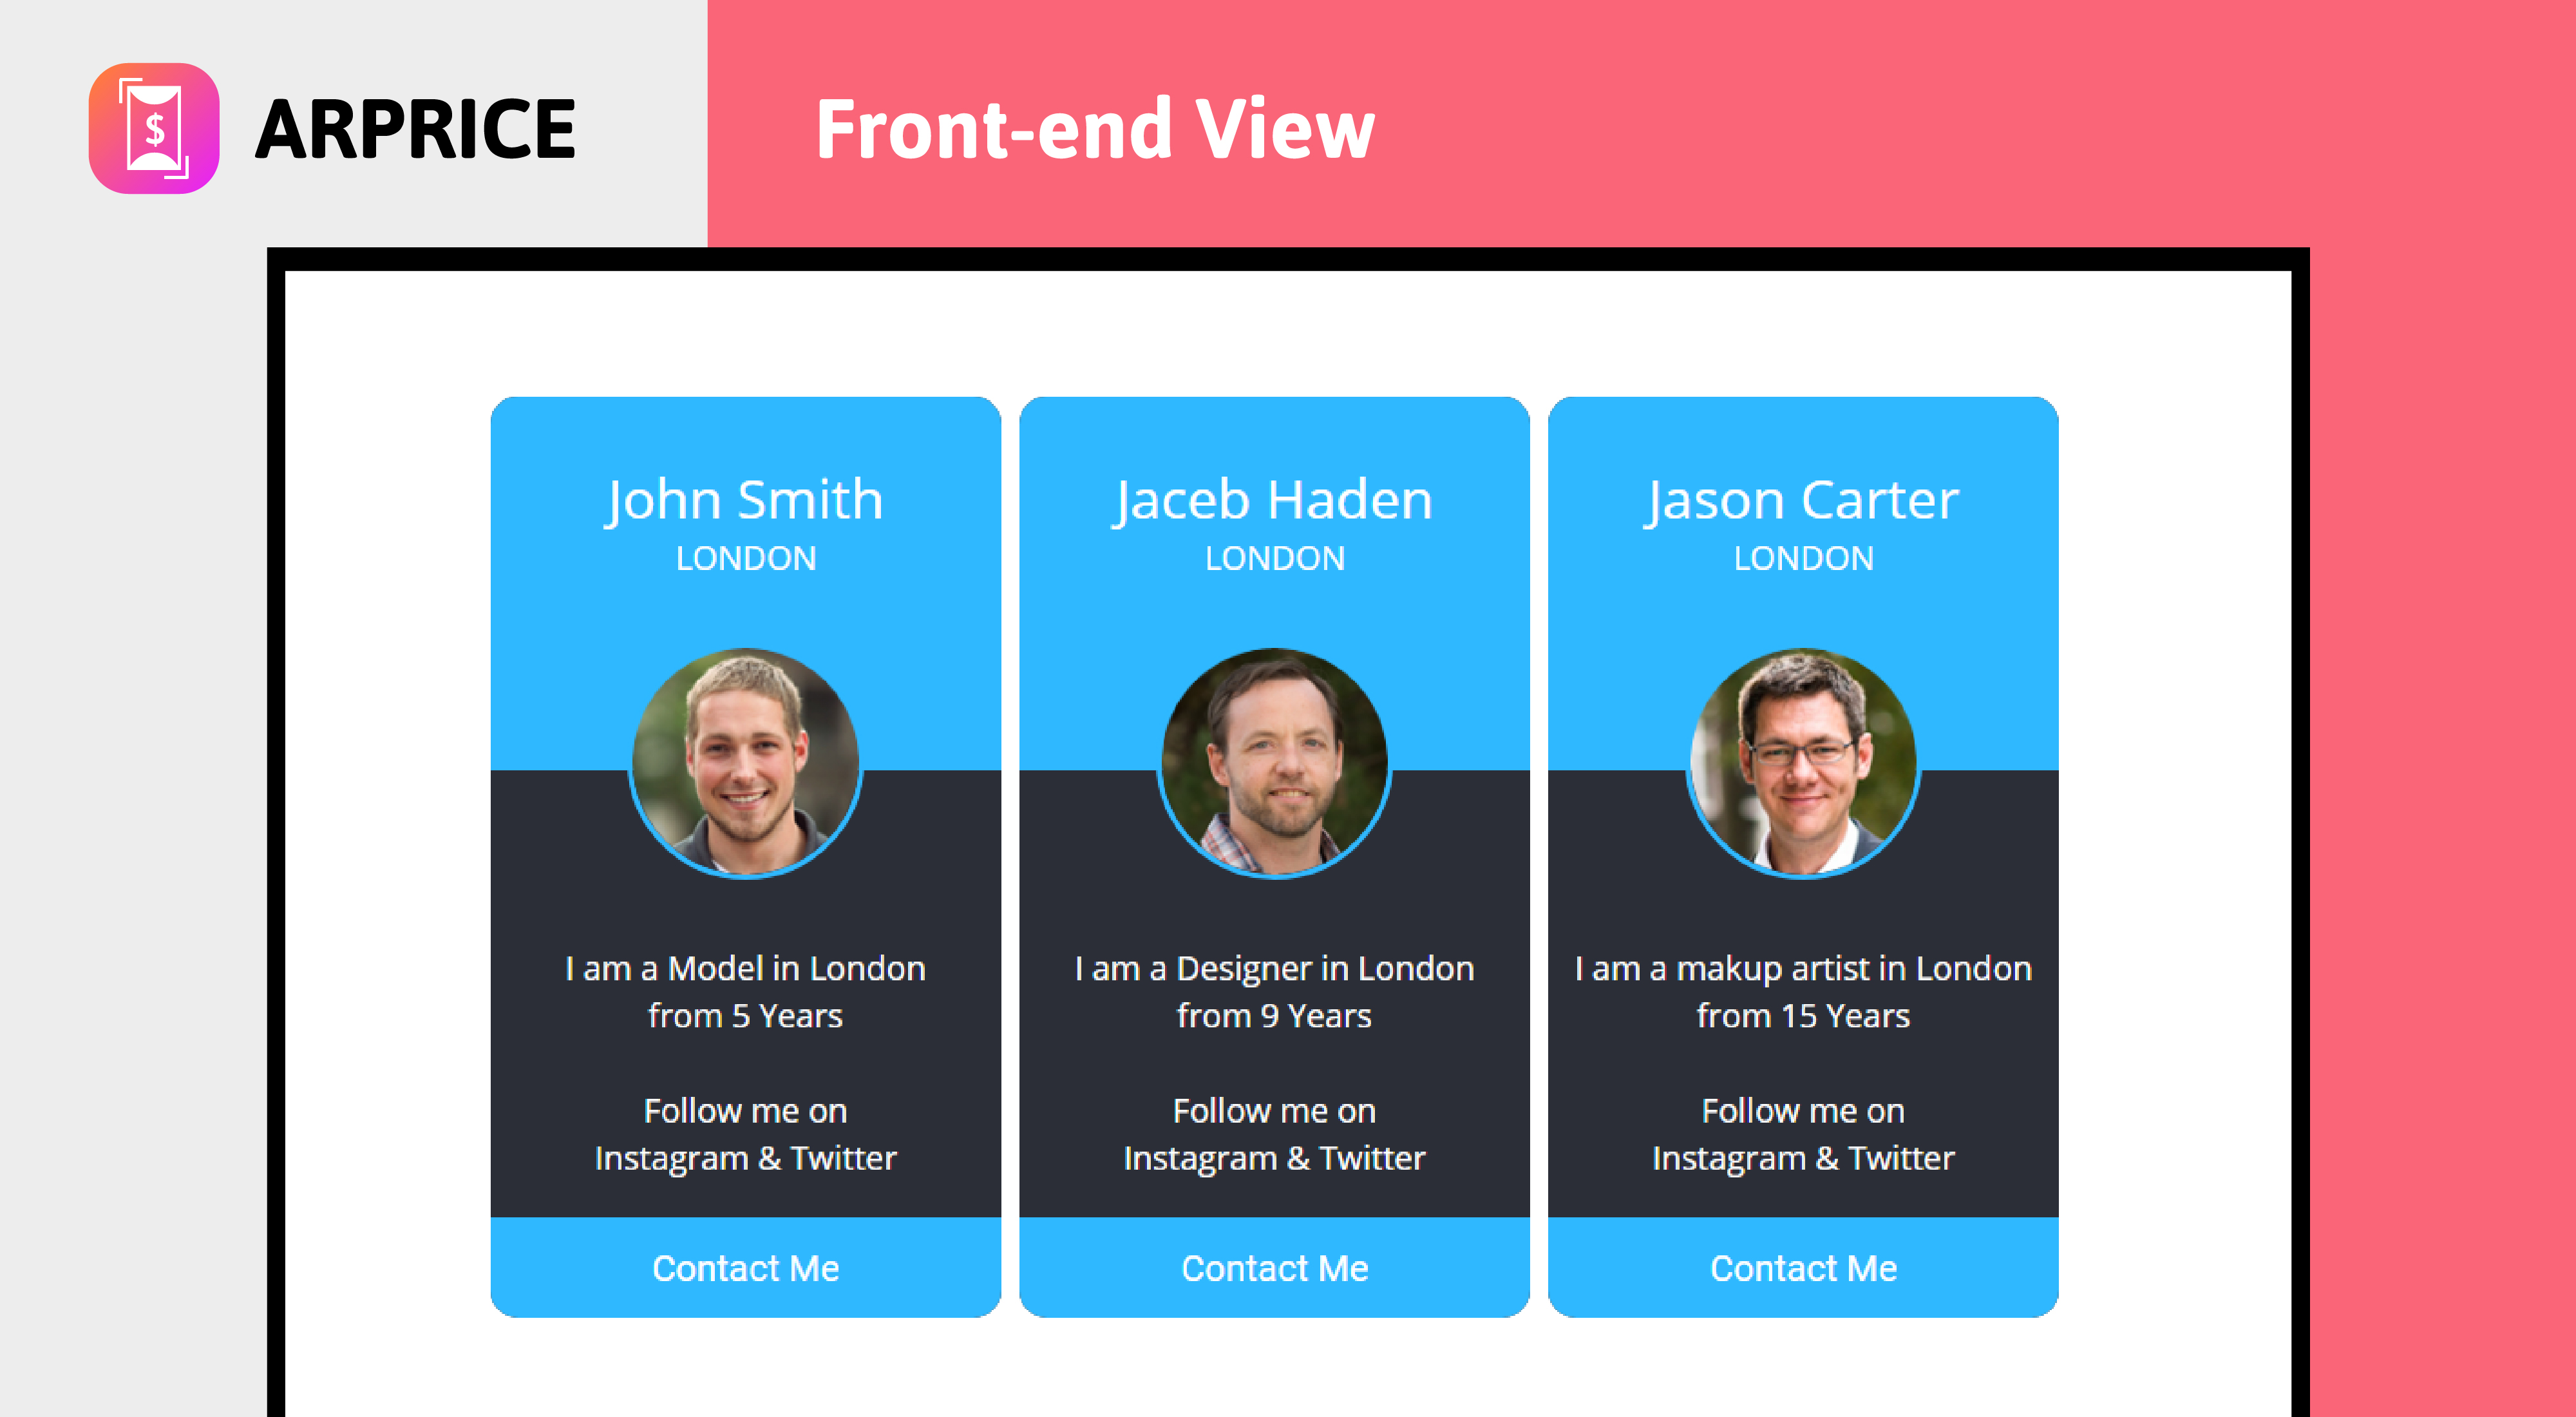 $
ARPRICE
Front-end View
John Smith
LONDON
I am a Model in London
from 5 Years
Follow me on
Instagram & Twitter
Contact Me
Jaceb Haden
LONDON
I am a Designer in London
from 9 Years
Follow me on
Instagram & Twitter
Contact Me
Jason Carter
LONDON
I am a makup artist in London
from 15 Years
Follow me on
Instagram & Twitter
Contact Me